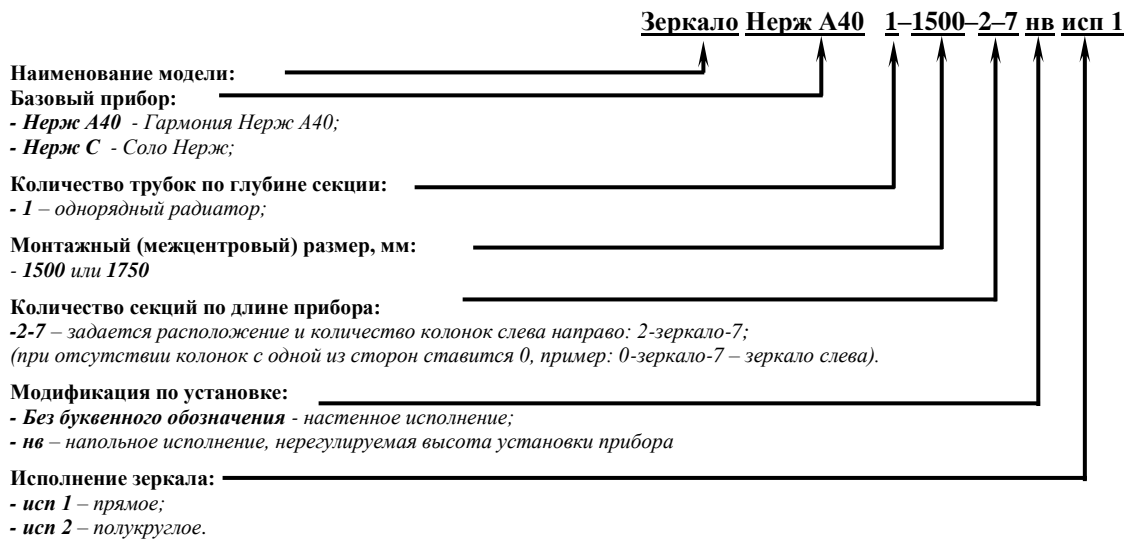 Зеркало Нерж А40 1–1500–2–7 нв исп 1
Наименование модели:
Базовый прибор:
- Нерж А40 - Гармония Нерж А40;
- Нерж С - Соло Нерж;
Количество трубок по глубине секции:
- 1 – однорядный радиатор;
Монтажный (межцентровый) размер, мм:
- 1500 или 1750
Количество секций по длине прибора:
-2-7 – задается расположение и количество колонок слева направо: 2-зеркало-7;
(при отсутствии колонок с одной из сторон ставится 0, пример: 0-зеркало-7 – зеркало слева).
Модификация по установке:
- Без буквенного обозначения - настенное исполнение;
- нв – напольное исполнение, нерегулируемая высота установки прибора
Исполнение зеркала:
- исп 1 – прямое;
- исп 2 – полукруглое.